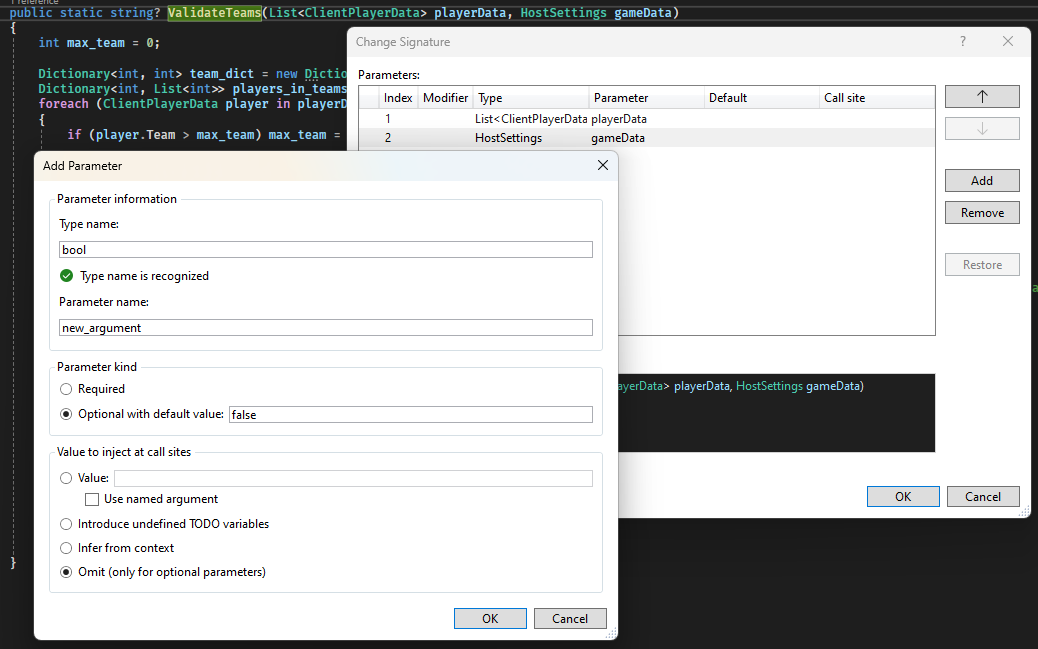 public static string? ValidateTeams(List<ClientPlayerData> playerData, HostSettings gameData)
{
int max_team = 0;
Dictionary<int, int> team_dict = new Dictio
Dictionary<int, List<int>> players_in_teams
foreach (ClientPlayerData player in playerD
{
if (player.Team > max_team) max_team =
}
Change Signature
?
Parameters:
Index Modifier Type Parameter Default Call site
1 List<ClientPlayerData playerData
2 HostSettings gameData
Add
Remove
Restore
ayerData> playerData, HostSettings gameData)
OK Cancel
Add Parameter
Parameter information
Type name:
bool
Type name is recognized
Parameter name:
new_argument
Parameter kind
Required
Optional with default value: false
Value to inject at call sites
Value:
Use named argument
Introduce undefined TODO variables
Infer from context
Omit (only for optional parameters)
OK Cancel